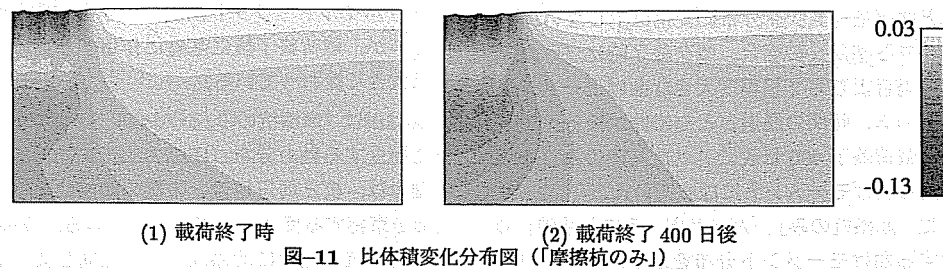 0.03
-0.13
(1) 載荷終了時
(2) 載荷終了 400 日後
図–11 比体積変化分布図（「摩擦杭のみ」）